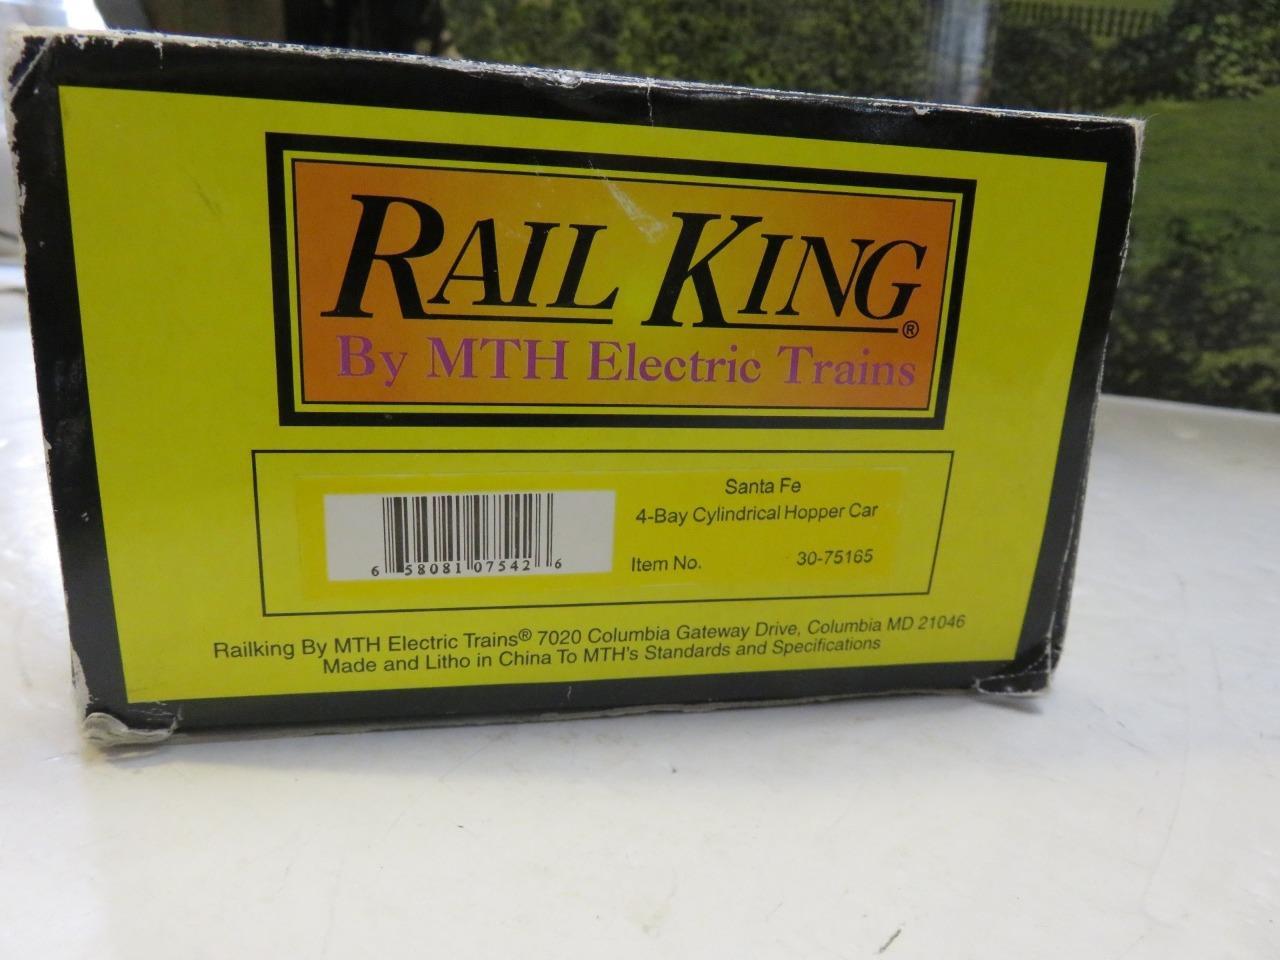 RAIL KING®
By MTH Electric Trains
Santa Fe
4-Bay Cylindrical Hopper Car
Item No. 30-75165
6 58081 07542 6
Railking By MTH Electric Trains® 7020 Columbia Gateway Drive, Columbia MD 21046
Made and Litho in China To MTH's Standards and Specifications